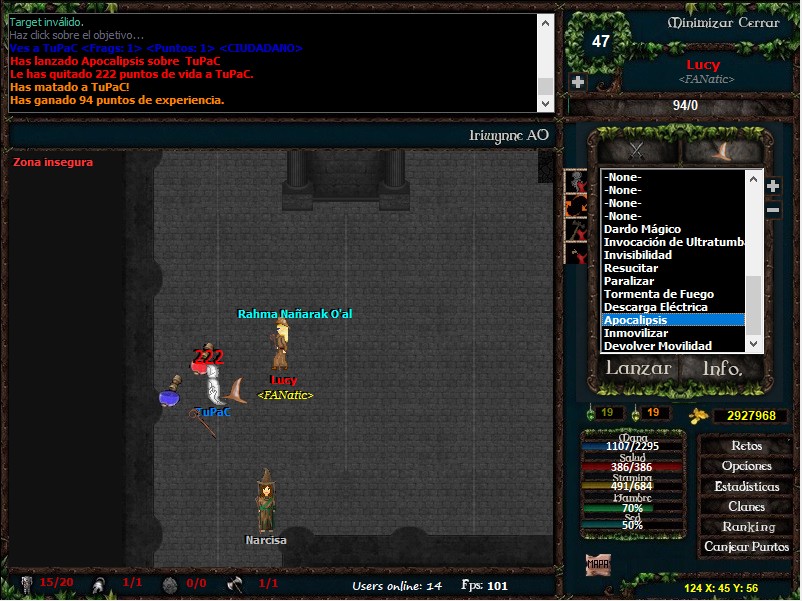 Target inválido.
Haz click sobre el objetivo...
Ves a TuPaC <Frags: 1> <Puntos: 1> <CIUDADANO>
Has lanzado Apocalipsis sobre TuPaC
Le has quitado 222 puntos de vida a TuPaC.
Has matado a TuPaC!
Has ganado 94 puntos de experiencia.
47
Minimizar Cerrar
Lucy
<FANatic>
94/0
Iriwynne AO
Zona insegura
-None-
-None-
-None-
-None-
Dardo Mágico
Invocación de Ultratumb
Invisibilidad
Resucitar
Paralizar
Tormenta de Fuego
Descarga Eléctrica
Apocalipsis
Inmovilizar
Devolver Movilidad
Lanzar
Info.
Rahma Nañarak O'al
222
Lucy
<FANatic>
TuPaC
Narcisa
19
19
2927968
Mana
1107/2295
Salud
386/386
Stamina
491/684
Hambre
70%
Sed
50%
Retos
Opciones
Estadisticas
Clanes
Ranking
Canjear Puntos
MAPA
15/20
1/1
0/0
1/1
Users online: 14
Fps: 101
124 X: 45 Y: 56